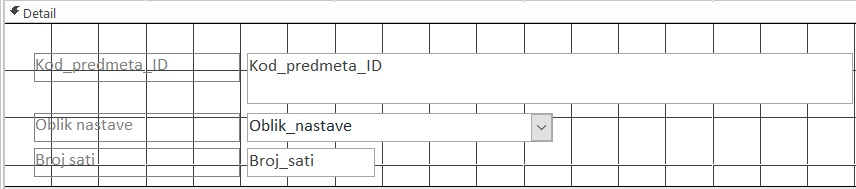 Detail
Kod_predmeta_ID Kod_predmeta_ID
Oblik nastave Oblik_nastave
Broj sati Broj_sati